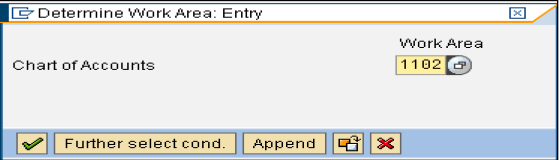 Determine Work Area: Entry
Work Area
Chart of Accounts 1102
Further select cond. Append